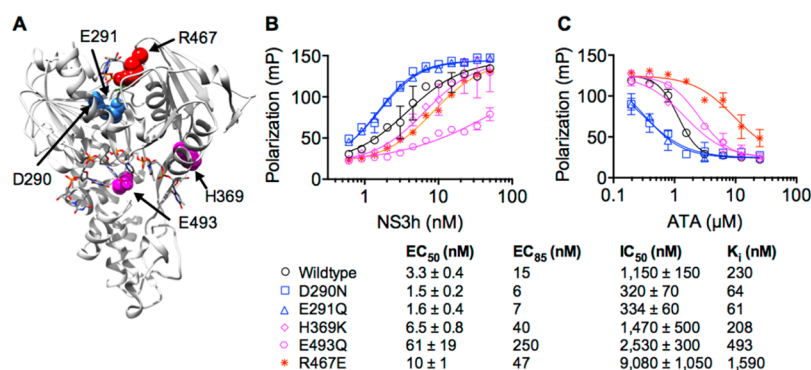 A
E291
R467
D290
H369
E493
B
Polarization (mP)
150
100
50
0
1
10
50
100
NS3h (nM)
C
Polarization (mP)
150
100
50
0
0.1
1
10
100
ATA (µM)
EC50 (nM) EC85 (nM) IC50 (nM) Ki (nM)
Wildtype 3.3 ± 0.4 15 1,150 ± 150 230
D290N 1.5 ± 0.2 6 320 ± 70 64
E291Q 1.6 ± 0.4 7 334 ± 60 61
H369K 6.5 ± 0.8 40 1,470 ± 500 208
E493Q 61 ± 19 250 2,530 ± 300 493
R467E 10 ± 1 47 9,080 ± 1,050 1,590